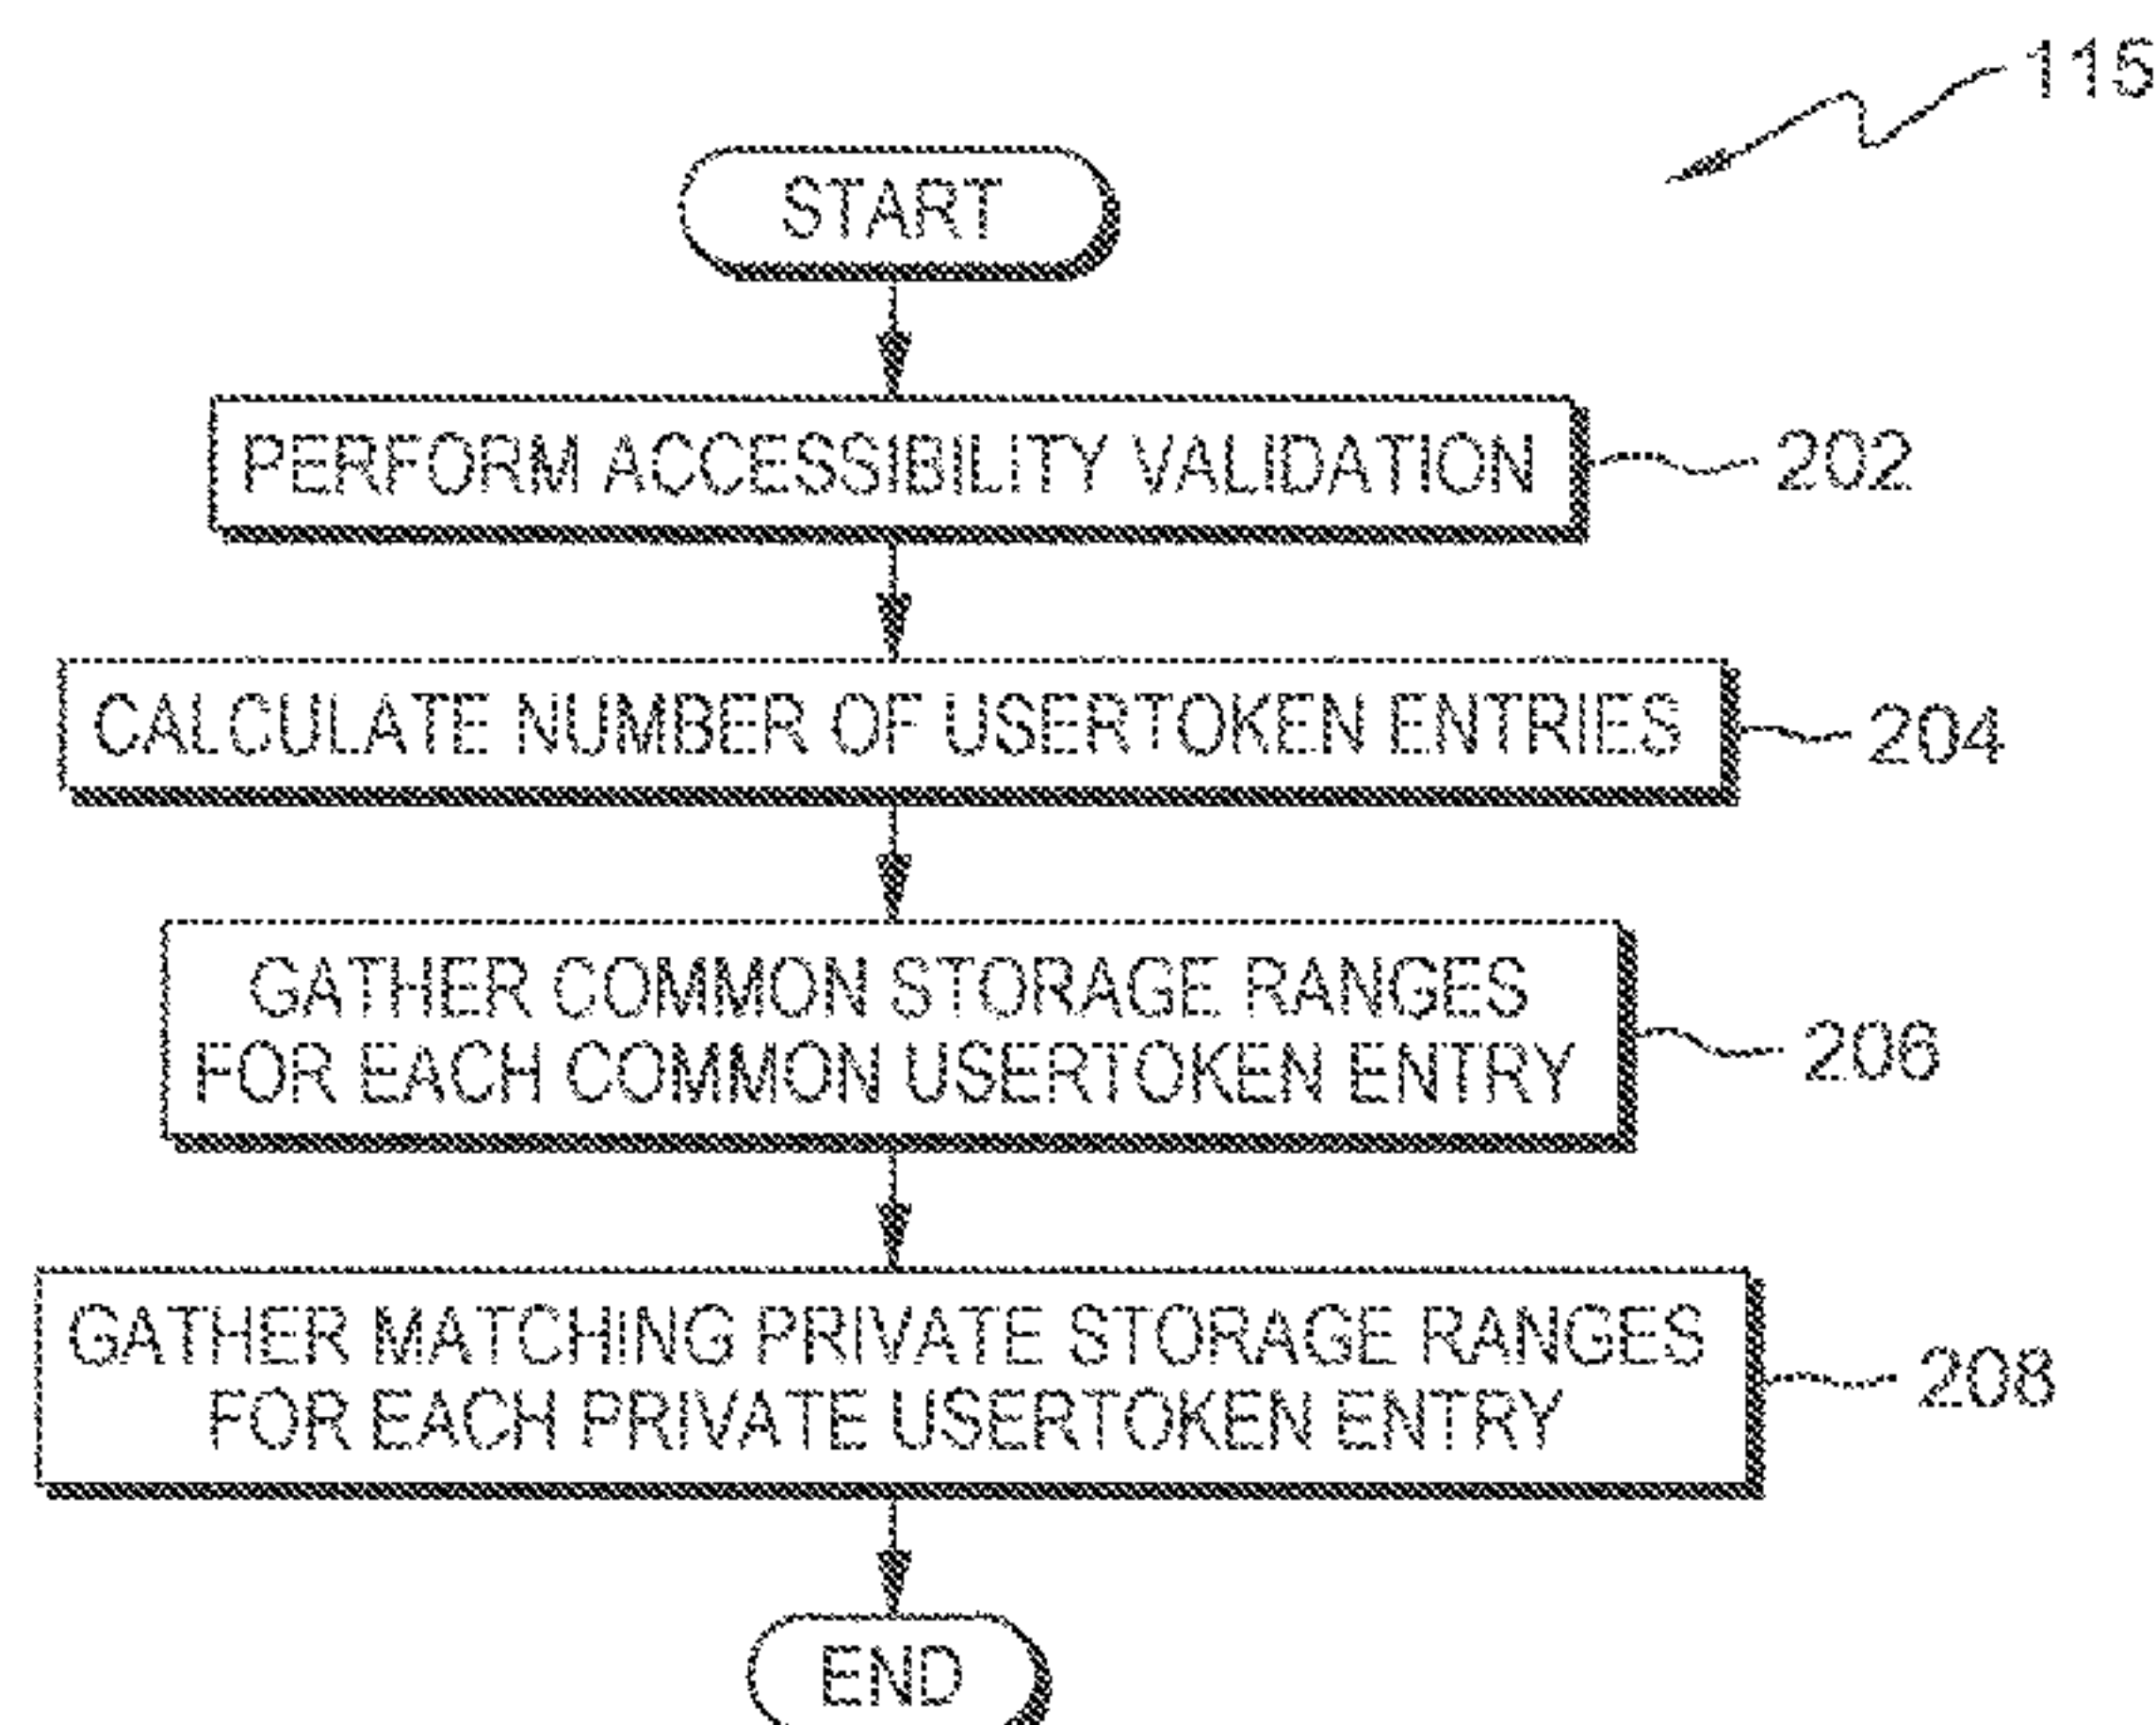 115
START
PERFORM ACCESSIBILITY VALIDATION
202
CALCULATE NUMBER OF USERTOKEN ENTRIES
204
GATHER COMMON STORAGE RANGES
FOR EACH COMMON USERTOKEN ENTRY
206
GATHER MATCHING PRIVATE STORAGE RANGES
FOR EACH PRIVATE USERTOKEN ENTRY
208
END